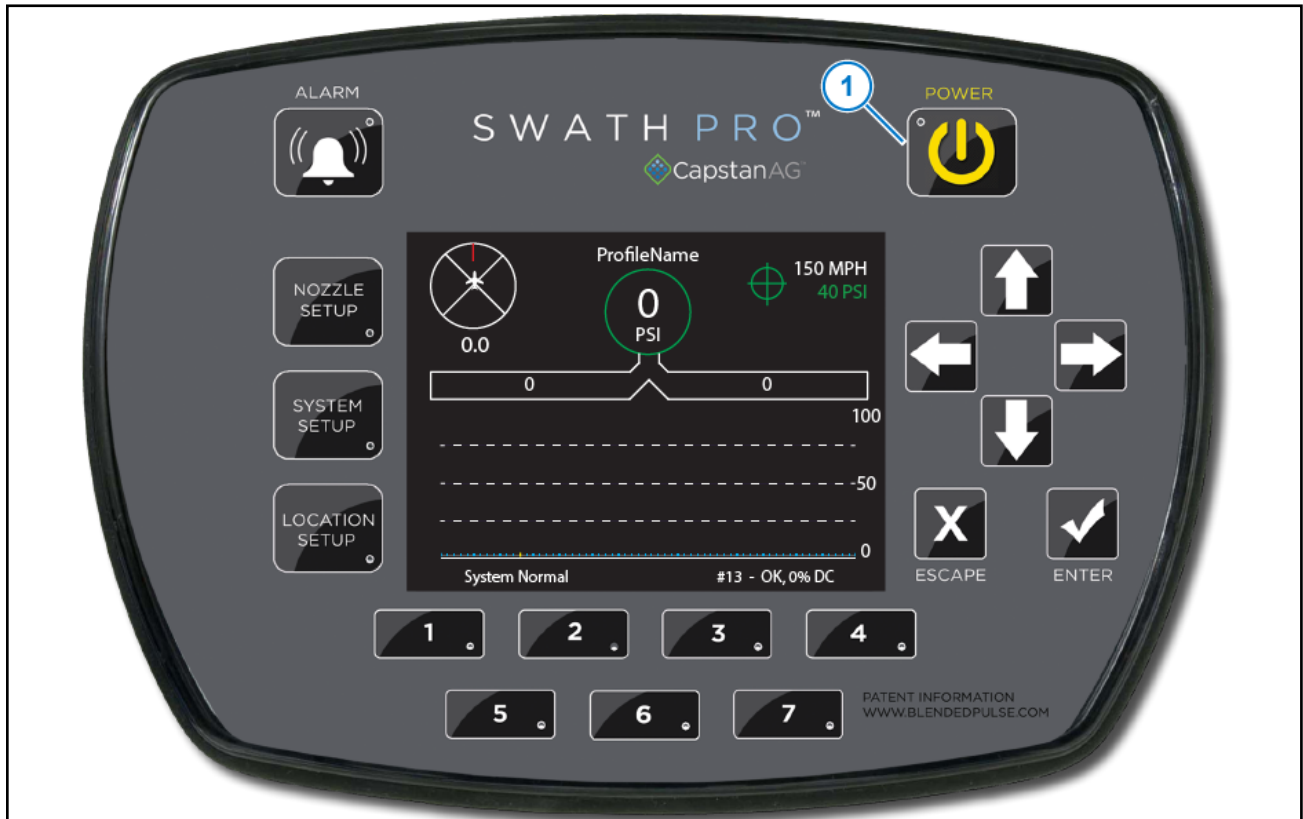 1
ALARM
POWER
SWATH PRO™
CapstanAG™
NOZZLE
SETUP
SYSTEM
SETUP
LOCATION
SETUP
ProfileName
0.0
0
PSI
150 MPH
40 PSI
0
0
100
50
0
System Normal
#13 - OK, 0% DC
ESCAPE
X
ENTER
1
2
3
4
5
6
7
PATENT INFORMATION
WWW.BLENDEDPULSE.COM